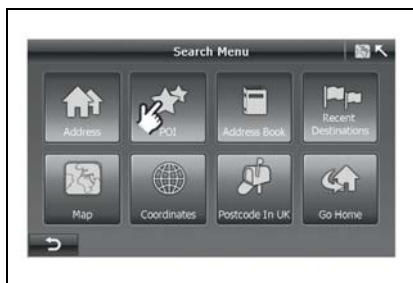 Search Menu
Address
POI
Address Book
Recent
Destinations
Map
Coordinates
Postcode In UK
Go Home